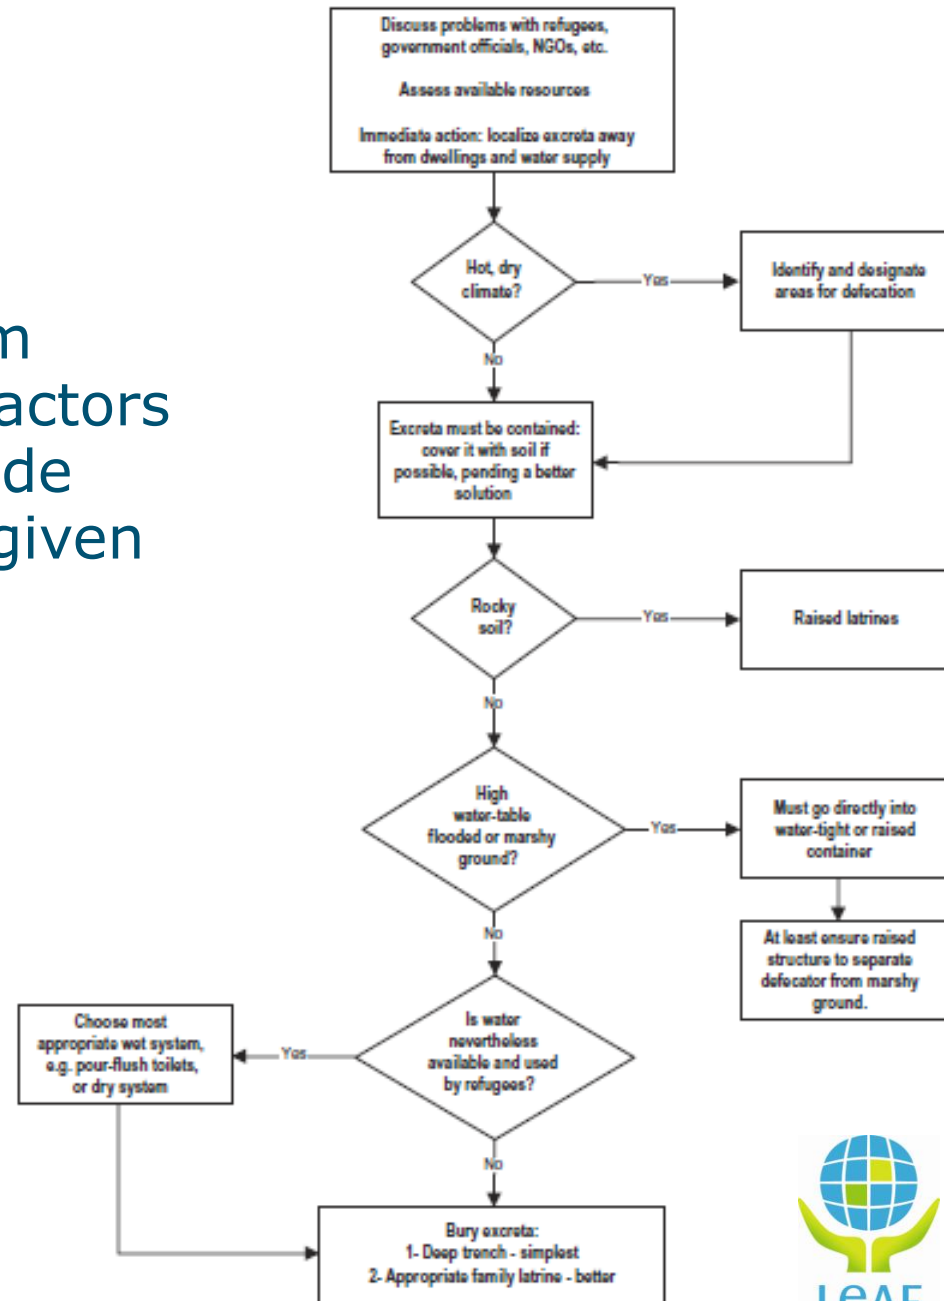 Discuss problems with refugees,
government officials, NGOs, etc.
Assess available resources
Immediate action: localize excreta away
from dwellings and water supply
Hot, dry
climate?
Yes
Identify and designate
areas for defecation
No
m
actors
de
given
Excreta must be contained:
cover it with soil if
possible, pending a better
solution
Rocky
soil?
Yes
Raised latrines
No
High
water-table
flooded or marshy
ground?
Yes
Must go directly into
water-tight or raised
container
No
At least ensure raised
structure to separate
defecator from marshy
ground.
Choose most
appropriate wet system,
e.g. pour-flush toilets,
or dry system
Yes
Is water
nevertheless
available and used
by refugees?
No
Bury excreta:
1- Deep trench - simplest
2- Appropriate family latrine - better
LeAF